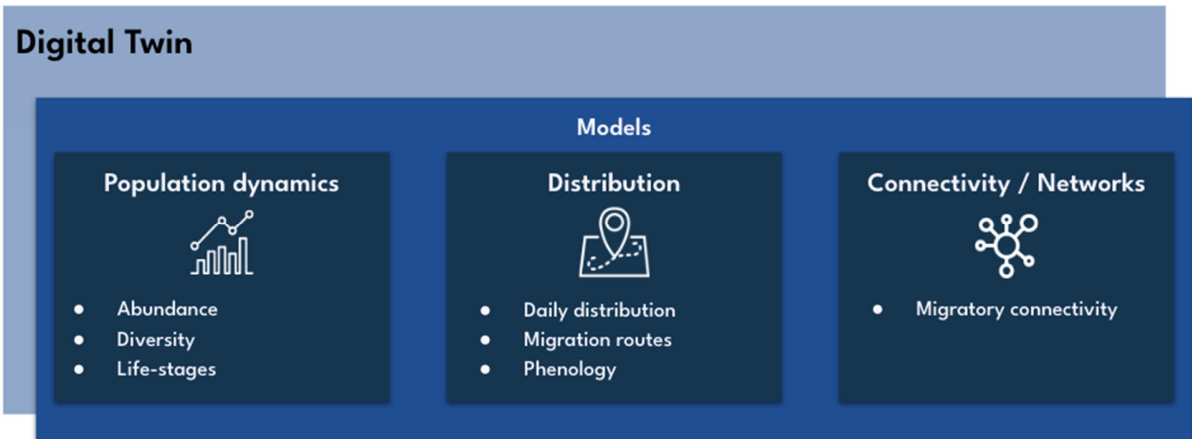 Digital Twin
Models
Population dynamics
● Abundance
● Diversity
● Life-stages
Distribution
● Daily distribution
● Migration routes
● Phenology
Connectivity / Networks
● Migratory connectivity